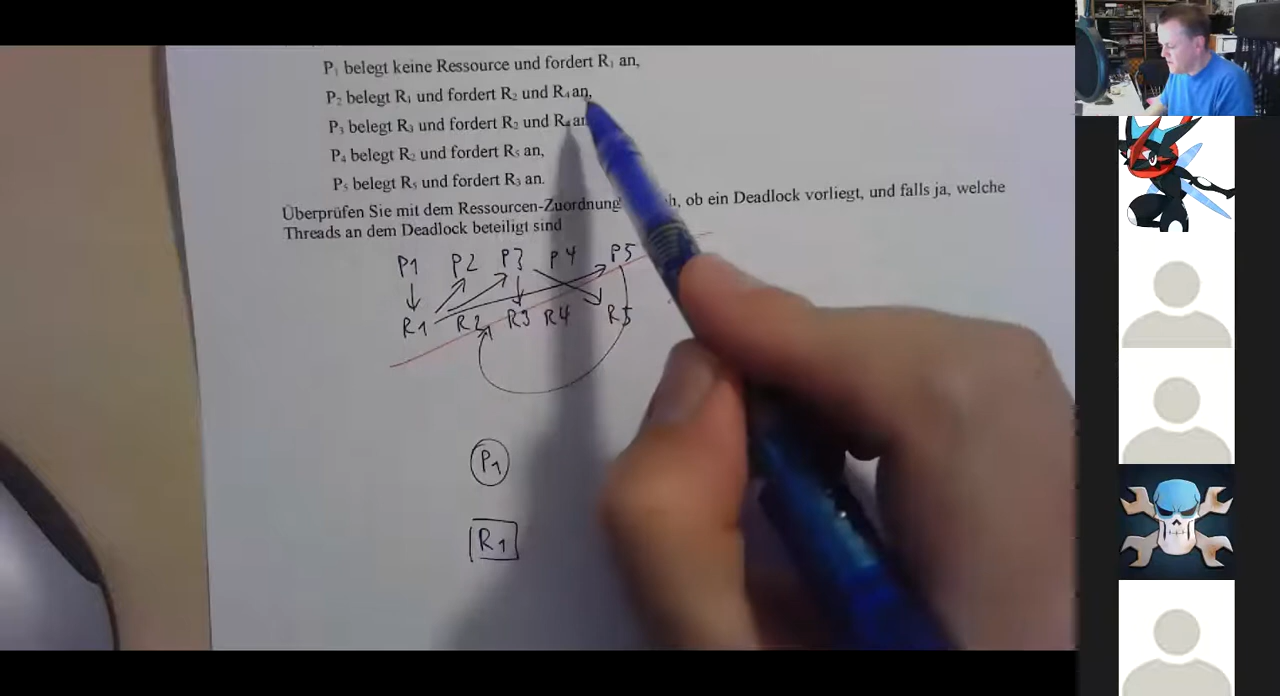 P₁ belegt keine Ressource und fordert R₁ an,
P₂ belegt R₁ und fordert R₂ und R₄ an,
P₃ belegt R₃ und fordert R₂ und R₄ an
P₄ belegt R₂ und fordert R₅ an,
P₅ belegt R₅ und fordert R₃ an.
Überprüfen Sie mit dem Ressourcen-Zuordnung ob ein Deadlock vorliegt, und falls ja, welche
Threads an dem Deadlock beteiligt sind
P1 P2 P3 P4 P5
R1 R2 R3 R4 R5
P1
R1